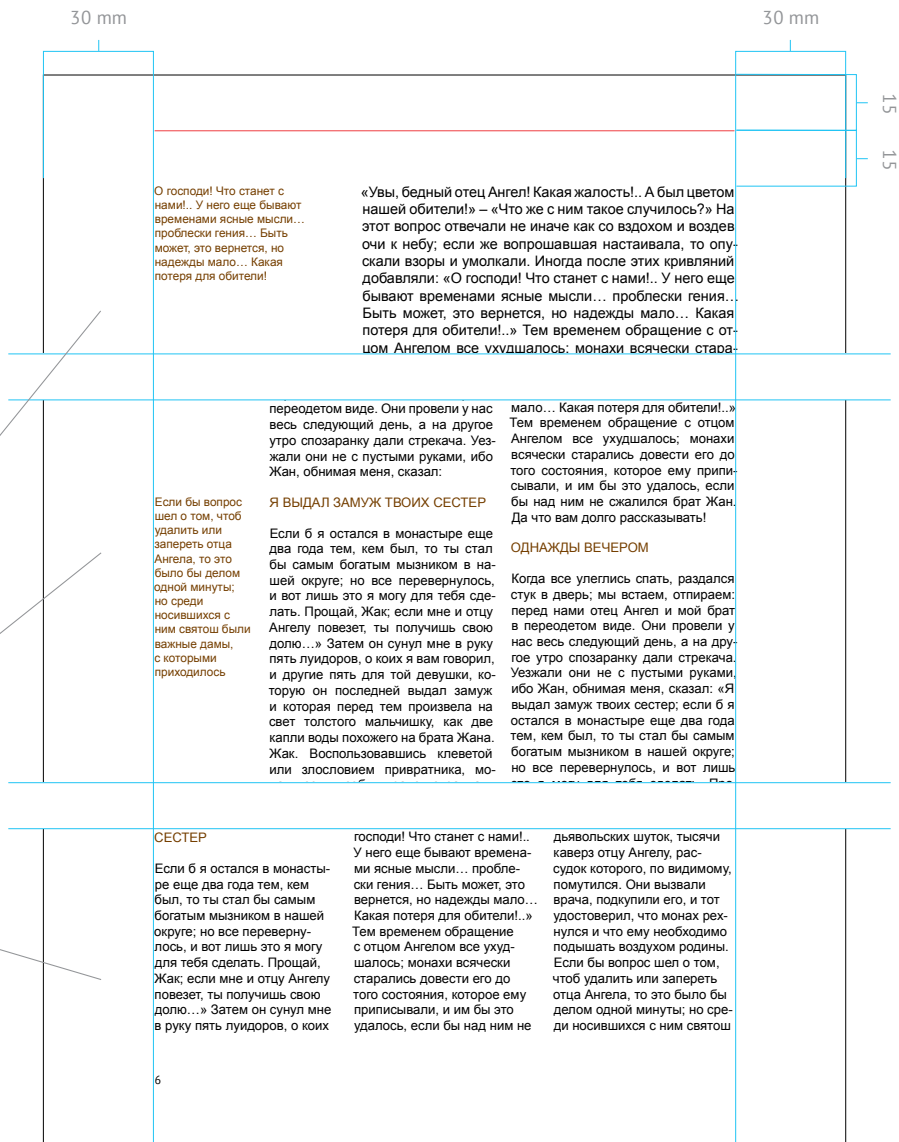 30 mm
30 mm
15
15
О господи! Что станет с
нами!.. У него еще бывают
временами ясные мысли…
проблески гения… Быть
может, это вернется, но
надежды мало… Какая
потеря для обители!
«Увы, бедный отец Ангел! Какая жалость!.. А был цветом
нашей обители!» – «Что же с ним такое случилось?» На
этот вопрос отвечали не иначе как со вздохом и воздев
очи к небу; если же вопрошавшая настаивала, то опу-
скали взоры и умолкали. Иногда после этих кривляний
добавляли: «О господи! Что станет с нами!.. У него еще
бывают временами ясные мысли… проблески гения…
Быть может, это вернется, но надежды мало… Какая
потеря для обители!..» Тем временем обращение с от-
цом Ангелом все ухудшалось; монахи всячески стара-
Если бы вопрос
шел о том, чтоб
удалить или
запереть отца
Ангела, то это
было бы делом
одной минуты;
но среди
носившихся с
ним святош были
важные дамы,
с которыми
приходилось
переодетом виде. Они провели у нас
весь следующий день, а на другое
утро спозаранку дали стрекача. Уез-
жали они не с пустыми руками, ибо
Жан, обнимая меня, сказал:
Я ВЫДАЛ ЗАМУЖ ТВОИХ СЕСТЕР
Если б я остался в монастыре еще
два года тем, кем был, то ты стал
бы самым богатым мызником в на-
шей округе; но все перевернулось,
и вот лишь это я могу для тебя сде-
лать. Прощай, Жак; если мне и отцу
Ангелу повезет, ты получишь свою
долю…» Затем он сунул мне в руку
пять луидоров, о коих я вам говорил,
и другие пять для той девушки, ко-
торую он последней выдал замуж
и которая перед тем произвела на
свет толстого мальчишку, как две
капли воды похожего на брата Жана.
Жак. Воспользовавшись клеветой
или злословием привратника, мо-
мало… Какая потеря для обители!..»
Тем временем обращение с отцом
Ангелом все ухудшалось; монахи
всячески старались довести его до
того состояния, которое ему припи-
сывали, и им бы это удалось, если
бы над ним не сжалился брат Жан.
Да что вам долго рассказывать!
ОДНАЖДЫ ВЕЧЕРОМ
Когда все улеглись спать, раздался
стук в дверь; мы встаем, отпираем:
перед нами отец Ангел и мой брат
в переодетом виде. Они провели у
нас весь следующий день, а на дру-
гое утро спозаранку дали стрекача.
Уезжали они не с пустыми руками,
ибо Жан, обнимая меня, сказал: «Я
выдал замуж твоих сестер; если б я
остался в монастыре еще два года
тем, кем был, то ты стал бы самым
богатым мызником в нашей округе;
но все перевернулось, и вот лишь
это я могу для тебя сделать. Про-
СЕСТЕР
Если б я остался в монасты-
ре еще два года тем, кем
был, то ты стал бы самым
богатым мызником в нашей
округе; но все переверну-
лось, и вот лишь это я могу
для тебя сделать. Прощай,
Жак; если мне и отцу Ангелу
повезет, ты получишь свою
долю…» Затем он сунул мне
в руку пять луидоров, о коих
господи! Что станет с нами!..
У него еще бывают времена-
ми ясные мысли… пробле-
ски гения… Быть может, это
вернется, но надежды мало…
Какая потеря для обители!..»
Тем временем обращение
с отцом Ангелом все ухуд-
шалось; монахи всячески
старались довести его до
того состояния, которое ему
приписывали, и им бы это
удалось, если бы над ним не
дьявольских шуток, тысячи
каверз отцу Ангелу, рас-
судок которого, по видимому,
помутился. Они вызвали
врача, подкупили его, и тот
удостоверил, что монах рех-
нулся и что ему необходимо
подышать воздухом родины.
Если бы вопрос шел о том,
чтоб удалить или запереть
отца Ангела, то это было бы
делом одной минуты; но сре-
ди носившихся с ним святош
6